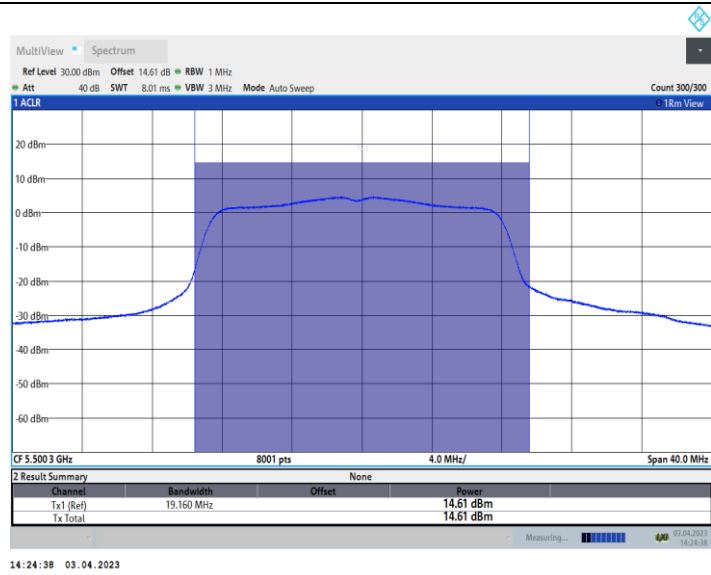 MultiView Spectrum
Ref Level 30.00 dBm Offset 14.61 dB RBW 1 MHz
Att 40 dB SWT 8.01 ms VBW 3 MHz Mode Auto Sweep Count 300/300
1 ACLR 1Rm View
20 dBm
10 dBm
0 dBm
-10 dBm
-20 dBm
-30 dBm
-40 dBm
-50 dBm
-60 dBm
CF 5.500 3 GHz 8001 pts 4.0 MHz/ Span 40.0 MHz
2 Result Summary None
Channel Bandwidth Offset Power
Tx1 (Ref) 19.160 MHz 14.61 dBm
Tx Total 14.61 dBm
Measuring... 03.04.2023
14:24:38
14:24:38 03.04.2023